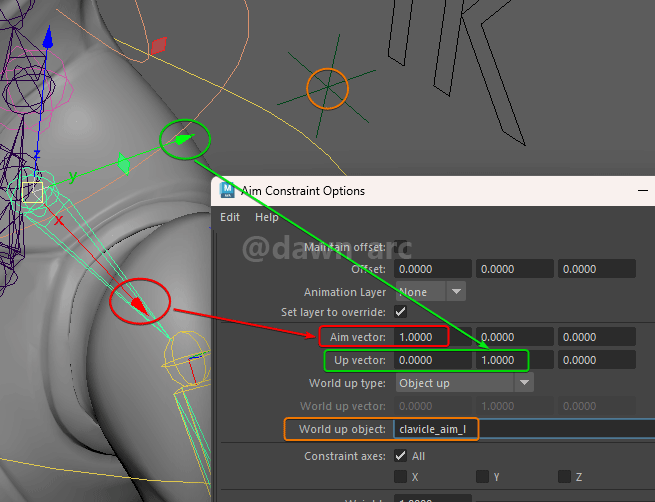 Aim Constraint Options
Edit Help
@dawn-arc
Maintain offset:
Offset: 0.0000 0.0000 0.0000
Animation Layer None
Set layer to override:
Aim vector: 1.0000 0.0000 0.0000
Up vector: 0.0000 1.0000 0.0000
World up type: Object up
World up vector: 0.0000 1.0000 0.0000
World up object: clavicle_aim_l
Constraint axes: All
X Y Z
z
y
x